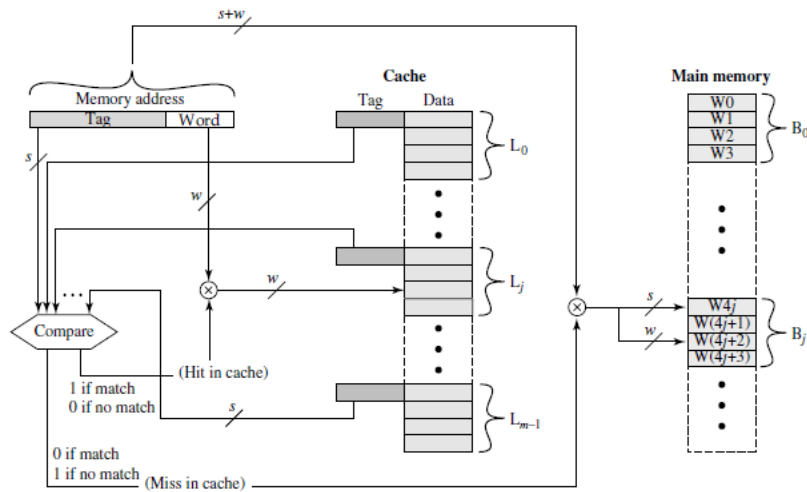 s+w
Cache
Main memory
Memory address
Tag Data
Tag Word
W0
W1
W2
W3
B0
L0
s
w
w
Lj
s
w
W4j
W(4j+1)
W(4j+2)
W(4j+3)
Bj
...
Compare
(Hit in cache)
1 if match
0 if no match
s
Lm–1
0 if match
1 if no match
(Miss in cache)